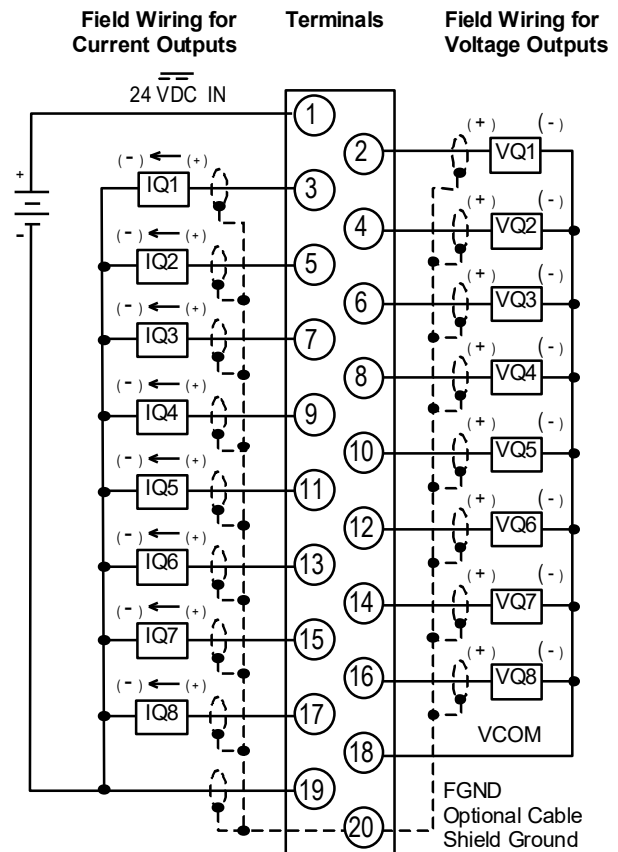 Field Wiring for
Current Outputs
Terminals
Field Wiring for
Voltage Outputs
24 VDC IN
1
(+) (-)
2 VQ1
+
-
(-) (+)
IQ1 3
(+) (-)
4 VQ2
(-) (+)
IQ2 5
(+) (-)
6 VQ3
(-) (+)
IQ3 7
(+) (-)
8 VQ4
(-) (+)
IQ4 9
(+) (-)
10 VQ5
(-) (+)
IQ5 11
(+) (-)
12 VQ6
(-) (+)
IQ6 13
(+) (-)
14 VQ7
(-) (+)
IQ7 15
(+) (-)
16 VQ8
(-) (+)
IQ8 17
VCOM
18
19
FGND
20
Optional Cable
Shield Ground